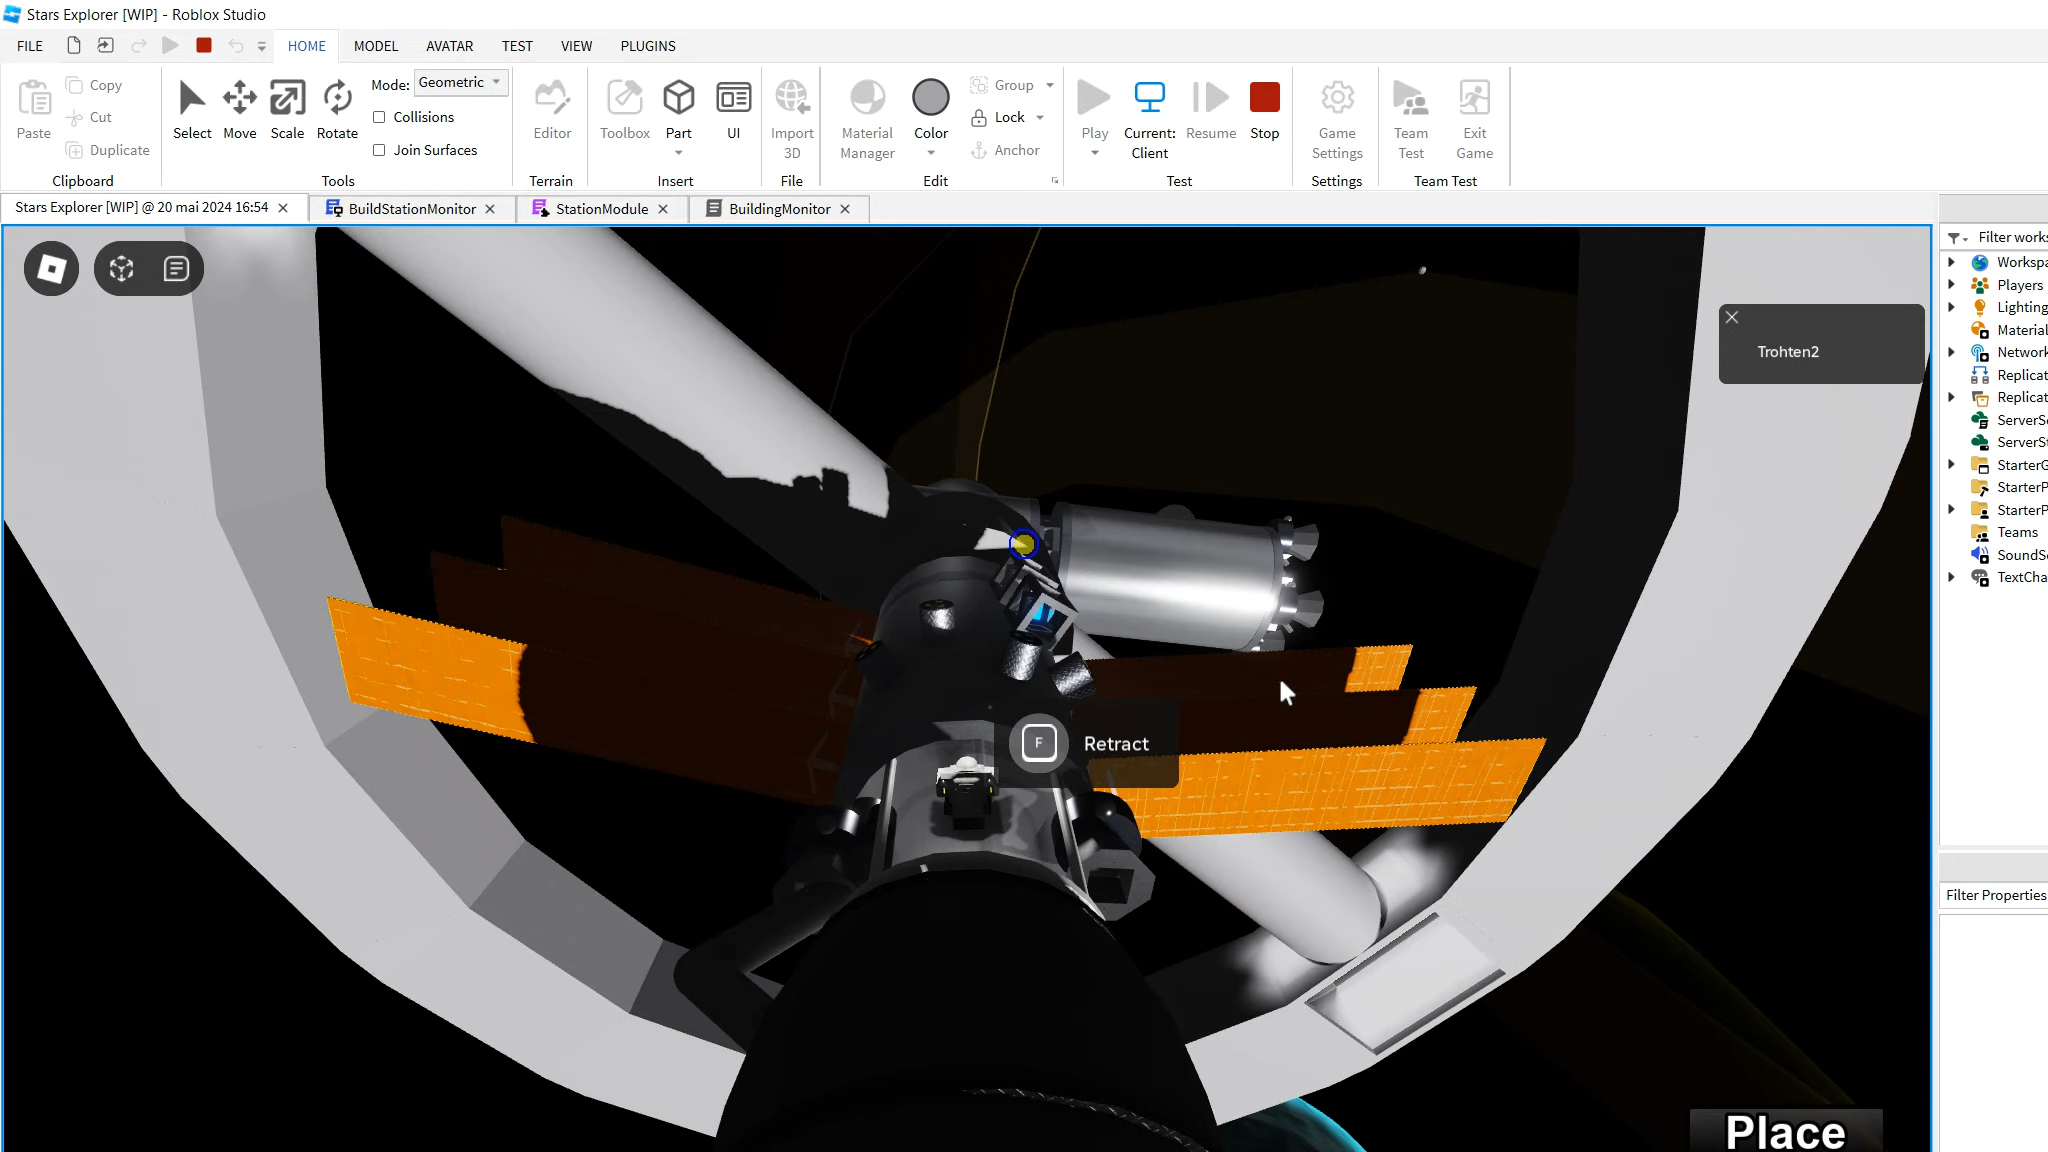 Stars Explorer [WIP] - Roblox Studio
FILE HOME MODEL AVATAR TEST VIEW PLUGINS
Paste Copy Cut Duplicate
Clipboard
Select Move Scale Rotate
Mode: Geometric
Collisions
Join Surfaces
Tools
Editor
Terrain
Toolbox Part UI
Insert
Import 3D
File
Material Manager
Color
Group
Lock
Anchor
Edit
Play
Current: Client
Resume Stop
Test
Game Settings
Settings
Team Test
Exit Game
Team Test
Stars Explorer [WIP] @ 20 mai 2024 16:54 BuildStationMonitor StationModule BuildingMonitor
Filter works
Workspa
Players
Lighting
Material
Network
Replicat
Replicat
ServerSc
ServerSt
StarterG
StarterP
StarterP
Teams
SoundSe
TextCha
Filter Properties
Trohten2
F Retract
Place